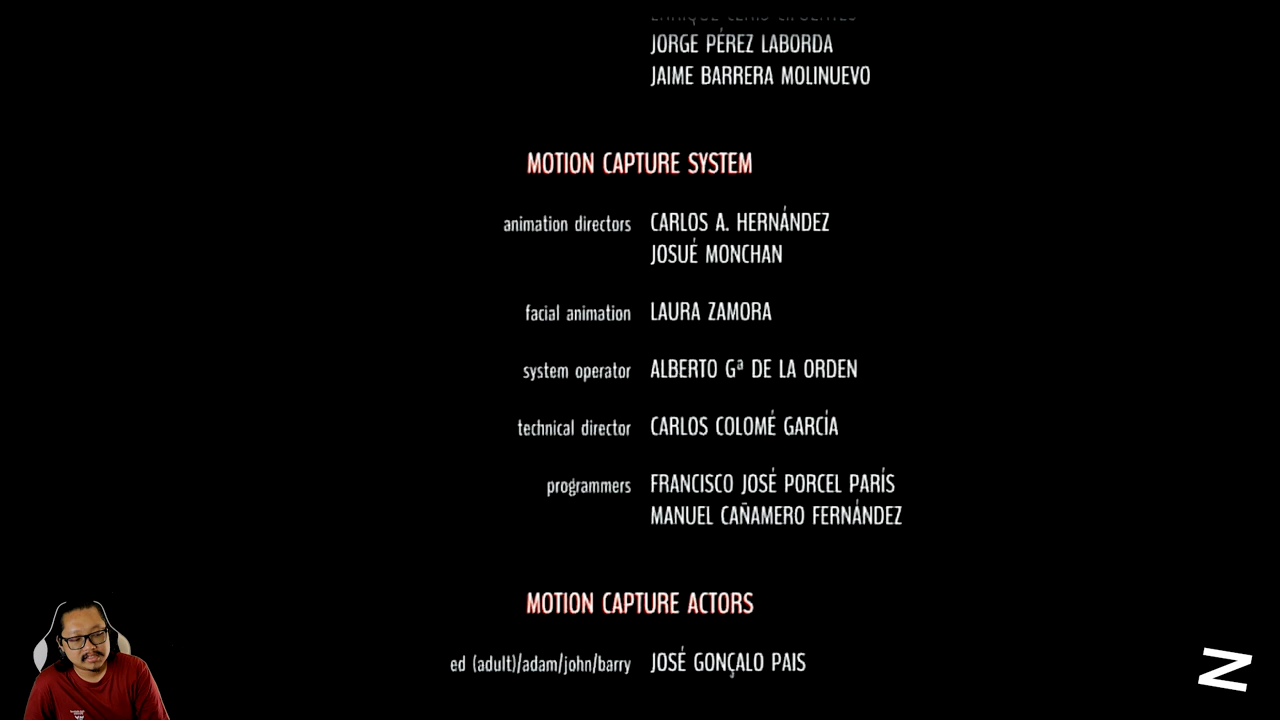 JORGE PÉREZ LABORDA
JAIME BARRERA MOLINUEVO
MOTION CAPTURE SYSTEM
animation directors CARLOS A. HERNÁNDEZ
JOSUÉ MONCHAN
facial animation LAURA ZAMORA
system operator ALBERTO Gª DE LA ORDEN
technical director CARLOS COLOMÉ GARCÍA
programmers FRANCISCO JOSÉ PORCEL PARÍS
MANUEL CAÑAMERO FERNÁNDEZ
MOTION CAPTURE ACTORS
ed (adult)/adam/john/barry JOSÉ GONÇALO PAIS
Z